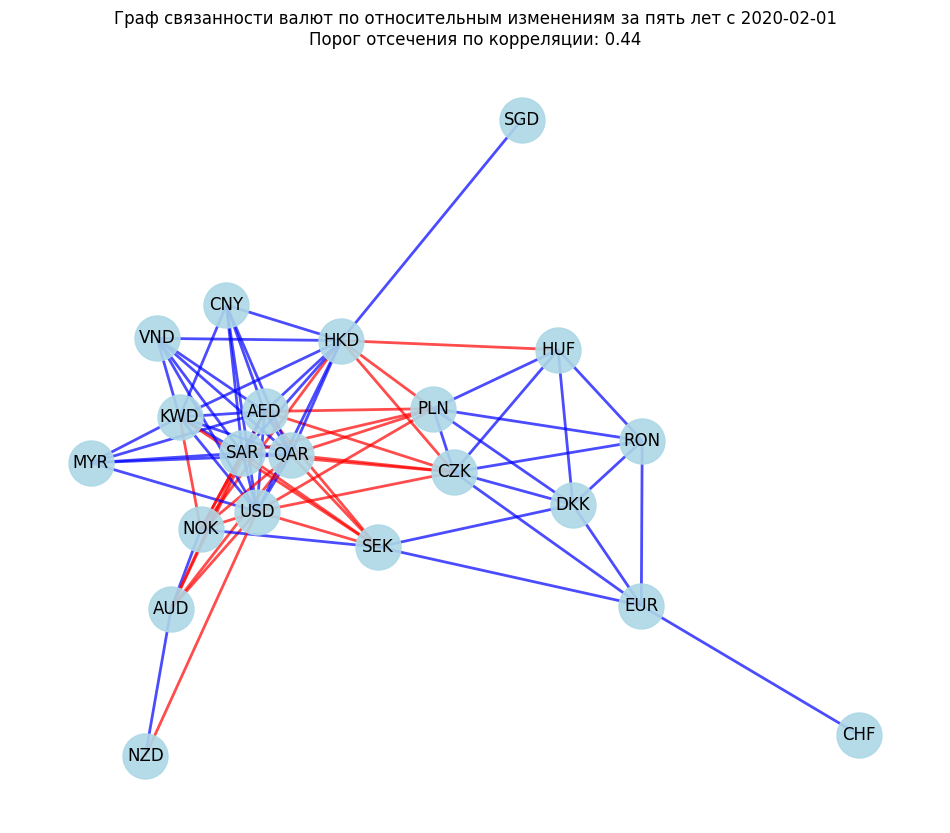 Граф связанности валют по относительным изменениям за пять лет с 2020-02-01
Порог отсечения по корреляции: 0.44
SGD
CNY
VND
HKD
HUF
AED
PLN
KWD
RON
SAR
QAR
MYR
CZK
DKK
USD
NOK
SEK
AUD
EUR
CHF
NZD